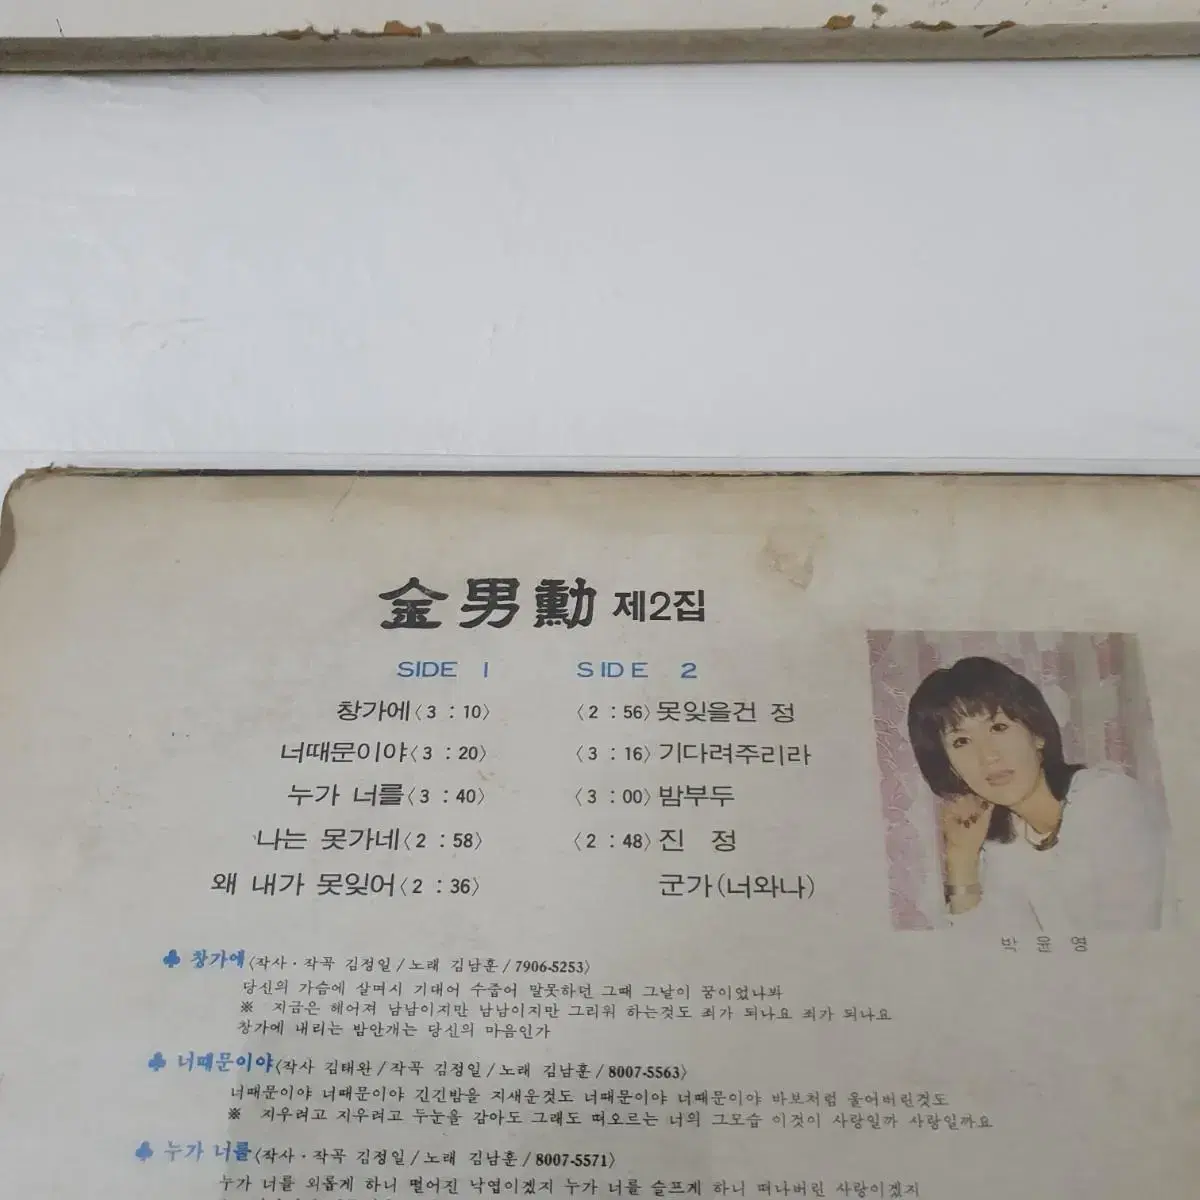 金男勳 제2집
SIDE 1
창가에〈3 : 10〉
너때문이야〈3 : 20〉
누가 너를〈3 : 40〉
나는 못가네〈2 : 58〉
왜 내가 못잊어〈2 : 36〉
SIDE 2
〈2 : 56〉못잊을건 정
〈3 : 16〉기다려주리라
〈3 : 00〉밤부두
〈2 : 48〉진 정
군가(너와나)
박 윤 영
♣ 창가에〈작사·작곡 김정일/노래 김남훈/7906-5253〉
당신의 가슴에 살며시 기대어 수줍어 말못하던 그때 그날이 꿈이었나봐
※ 지금은 헤어져 남남이지만 남남이지만 그리워 하는것도 죄가 되나요 죄가 되나요
창가에 내리는 밤안개는 당신의 마음인가
♣ 너때문이야〈작사 김태완/작곡 김정일/노래 김남훈/8007-5563〉
너때문이야 너때문이야 긴긴밤을 지새운것도 너때문이야 너때문이야 바보처럼 울어버린것도
※ 지우려고 지우려고 두눈을 감아도 그래도 떠오르는 너의 그모습 이것이 사랑일까 사랑일까요
♣ 누가 너를〈작사·작곡 김정일/노래 김남훈/8007-5571〉
누가 너를 외롭게 하니 떨어진 낙엽이겠지 누가 너를 슬프게 하니 떠나버린 사랑이겠지